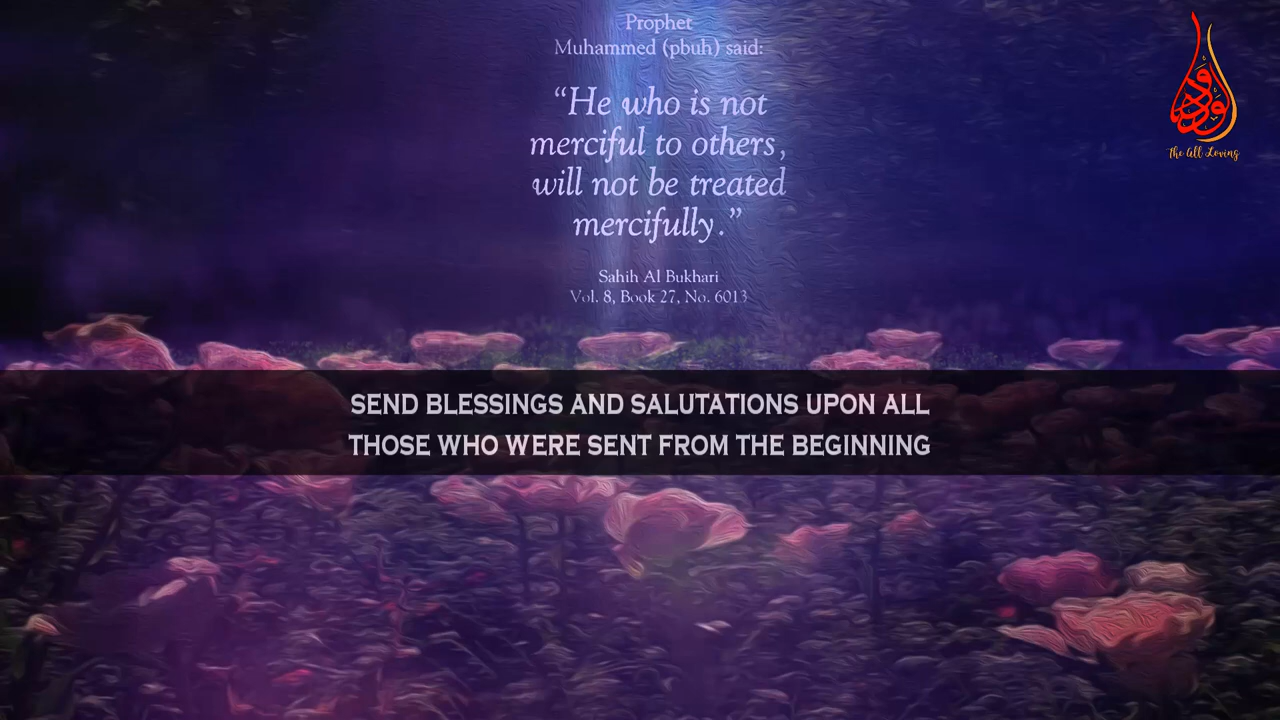 Prophet
Muhammed (pbuh) said:
“He who is not
merciful to others,
will not be treated
mercifully.”
Sahih Al Bukhari
Vol. 8, Book 27, No. 6013
ودود
The All Loving
SEND BLESSINGS AND SALUTATIONS UPON ALL
THOSE WHO WERE SENT FROM THE BEGINNING